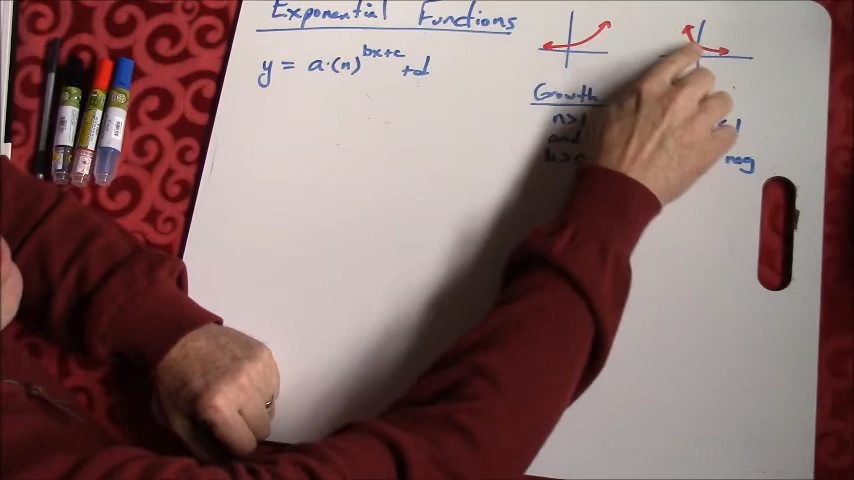 Exponential Functions
y = a·(n)^(bx+c) +d
Growth
n>1
and
b>0
neg